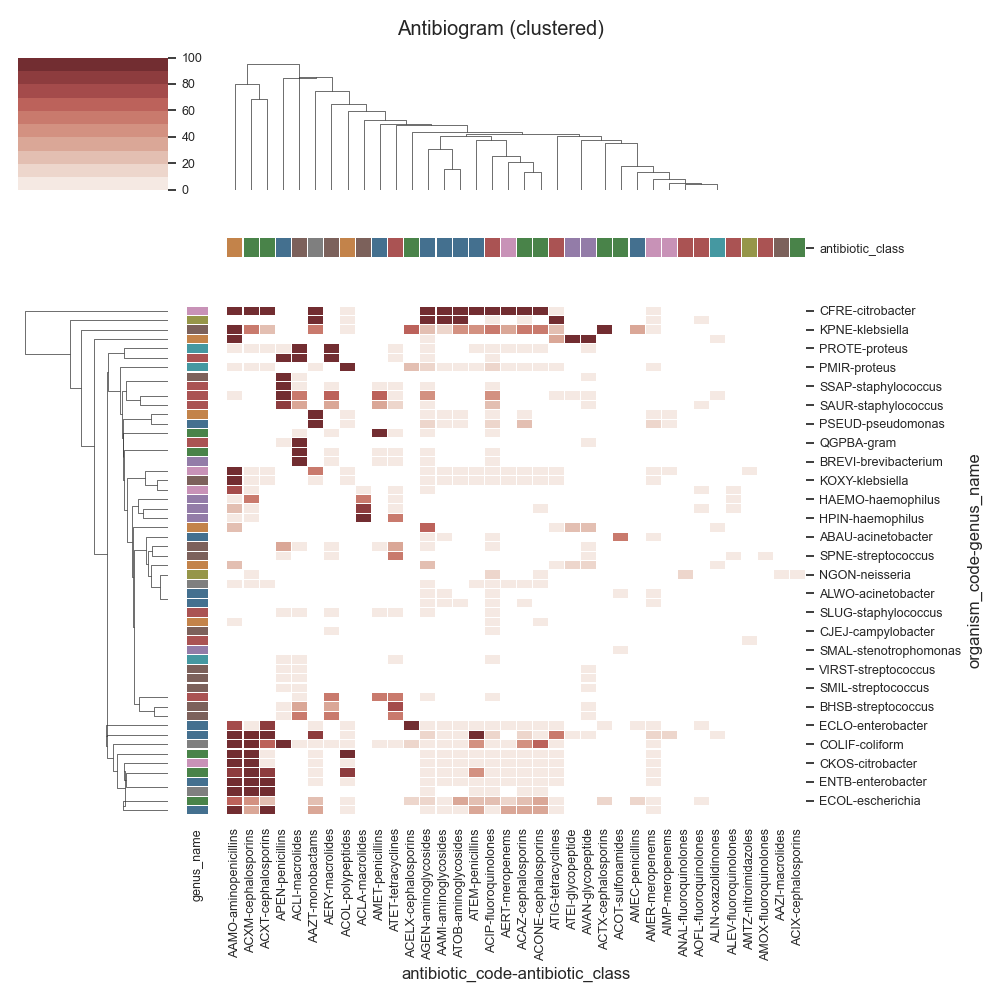 Antibiogram (clustered)
100
80
60
40
20
0
antibiotic_class
CFRE-citrobacter
KPNE-klebsiella
PROTE-proteus
PMIR-proteus
SSAP-staphylococcus
SAUR-staphylococcus
PSEUD-pseudomonas
QGPBA-gram
BREVI-brevibacterium
KOXY-klebsiella
HAEMO-haemophilus
HPIN-haemophilus
ABAU-acinetobacter
SPNE-streptococcus
NGON-neisseria
ALWO-acinetobacter
SLUG-staphylococcus
CJEJ-campylobacter
SMAL-stenotrophomonas
VIRST-streptococcus
SMIL-streptococcus
BHSB-streptococcus
ECLO-enterobacter
COLIF-coliform
CKOS-citrobacter
ENTB-enterobacter
ECOL-escherichia
organism_code-genus_name
genus_name
AAMO-aminopenicillins
ACXM-cephalosporins
ACXT-cephalosporins
APEN-penicillins
ACLI-macrolides
AAZT-monobactams
AERY-macrolides
ACOL-polypeptides
ACLA-macrolides
AMET-penicillins
ATET-tetracyclines
ACELX-cephalosporins
AGEN-aminoglycosides
AAMI-aminoglycosides
ATOB-aminoglycosides
ATEM-penicillins
ACIP-fluoroquinolones
AERT-meropenems
ACAZ-cephalosporins
ACONE-cephalosporins
ATIG-tetracyclines
ATEI-glycopeptide
AVAN-glycopeptide
ACTX-cephalosporins
ACOT-sulfonamides
AMEC-penicillins
AMER-meropenems
AIMP-meropenems
ANAL-fluoroquinolones
AOFL-fluoroquinolones
ALIN-oxazolidinones
ALEV-fluoroquinolones
AMTZ-nitroimidazoles
AMOX-fluoroquinolones
AAZI-macrolides
ACIX-cephalosporins
antibiotic_code-antibiotic_class